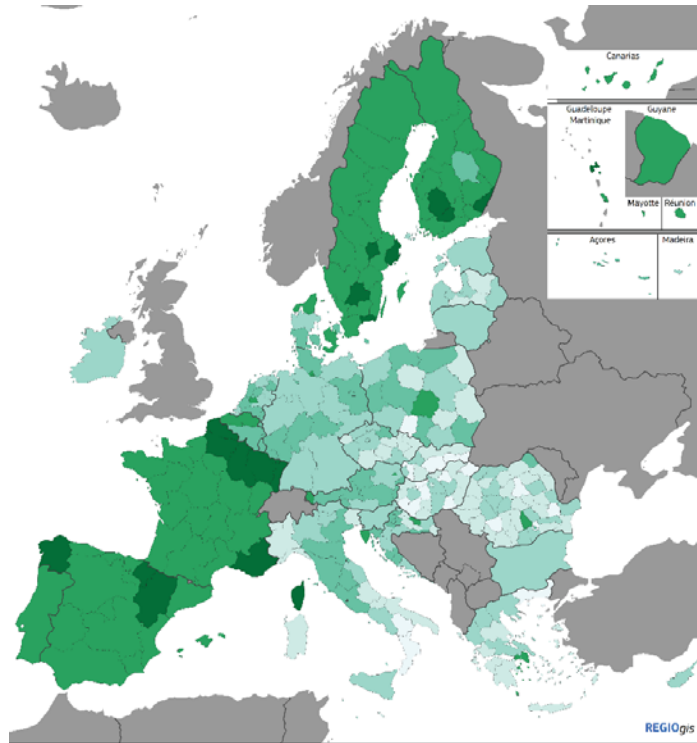 Canarias
Guadeloupe
Martinique
Guyane
Mayotte
Réunion
Açores
Madeira
REGIOgis